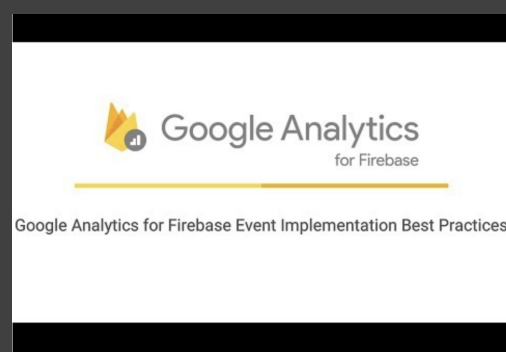 Google Analytics
for Firebase
Google Analytics for Firebase Event Implementation Best Practices